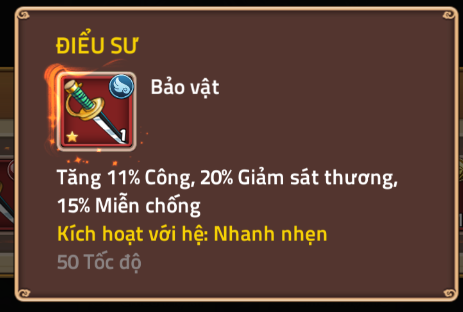 ĐIỂU SƯ
Bảo vật
1
Tăng 11% Công, 20% Giảm sát thương,
15% Miễn chống
Kích hoạt với hệ: Nhanh nhẹn
50 Tốc độ